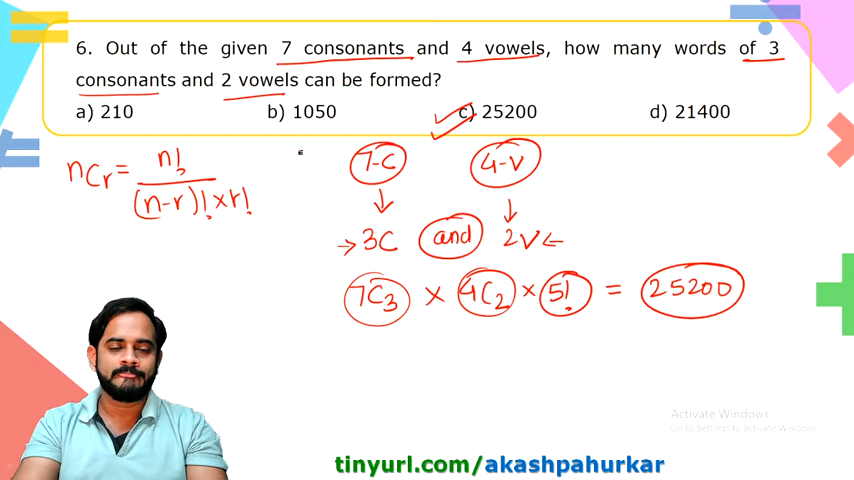 6. Out of the given 7 consonants and 4 vowels, how many words of 3
consonants and 2 vowels can be formed?
a) 210 b) 1050 c) 25200 d) 21400
nCr = n! / (n-r)! × r!
7-C 4-V
3C and 2V
7C3 × 4C2 × 5! = 25200
Activate Windows
Go to Settings to activate Windows.
tinyurl.com/akashpahurkar